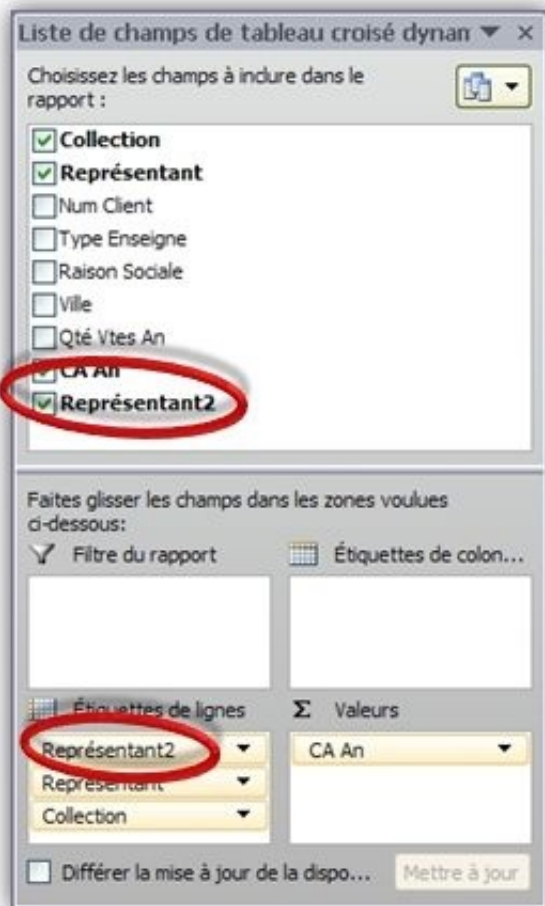 Liste de champs de tableau croisé dynam
Choisissez les champs à inclure dans le
rapport :
Collection
Représentant
Num Client
Type Enseigne
Raison Sociale
Ville
Qté Vtes An
CA An
Représentant2
Faites glisser les champs dans les zones voulues
ci-dessous:
Filtre du rapport
Étiquettes de colon...
Étiquettes de lignes
Σ Valeurs
Représentant2
CA An
Représentant
Collection
Différer la mise à jour de la dispo...
Mettre à jour